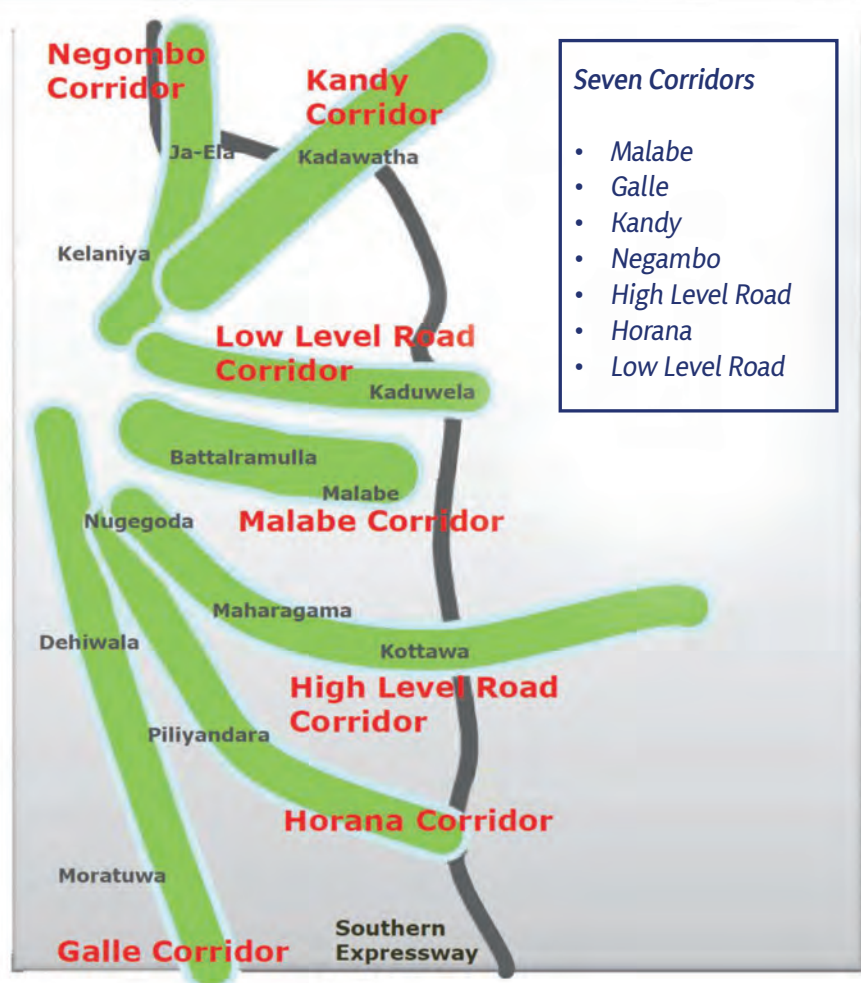 Negombo
Corridor
Kandy
Corridor
Ja-Ela
Kadawatha
Kelaniya
Low Level Road
Corridor
Kaduwela
Battalramulla
Malabe
Nugegoda
Malabe Corridor
Maharagama
Dehiwala
Kottawa
High Level Road
Corridor
Piliyandara
Horana Corridor
Moratuwa
Southern
Expressway
Galle Corridor
Seven Corridors
• Malabe
• Galle
• Kandy
• Negambo
• High Level Road
• Horana
• Low Level Road